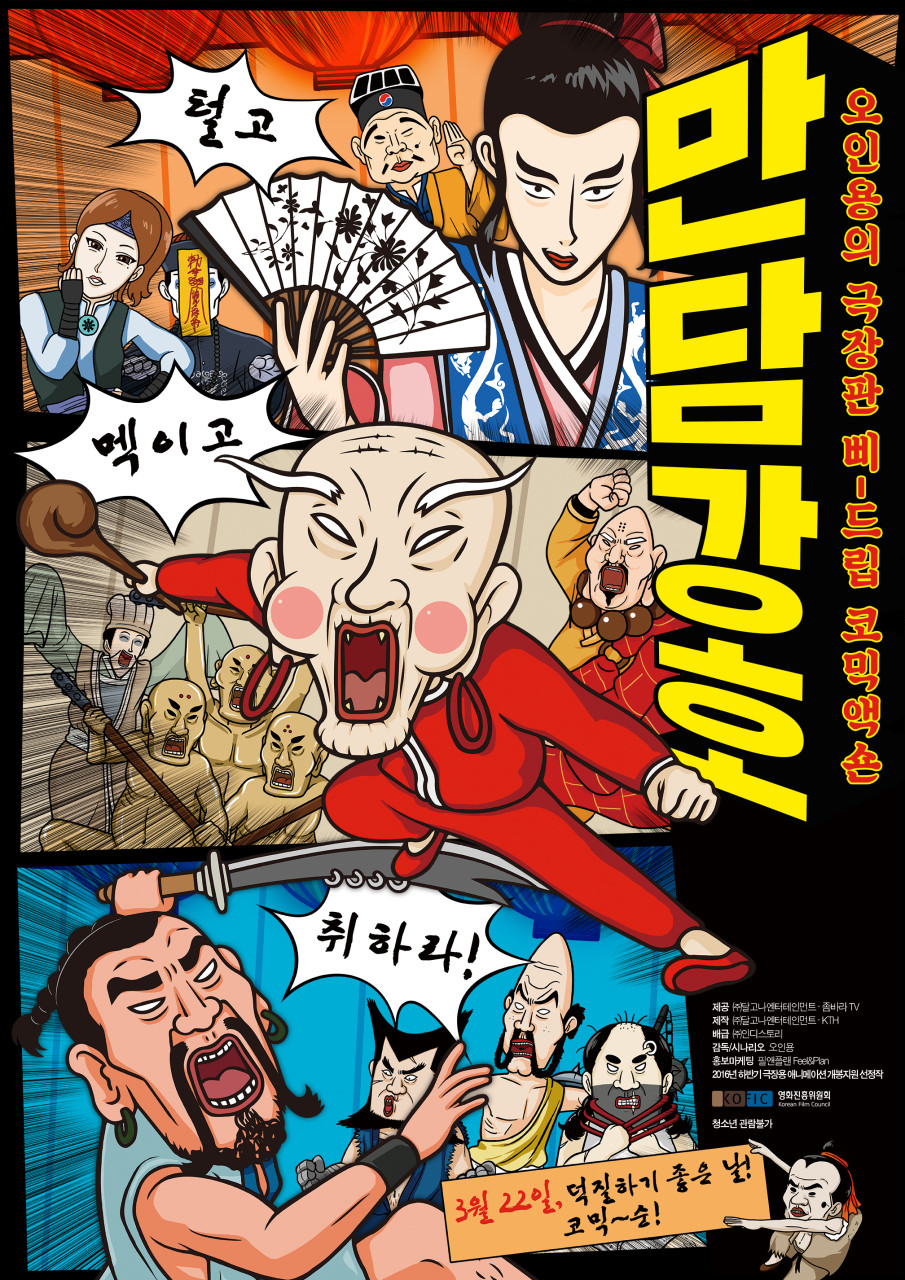 털고
만담강호
오인용의 극장판 삐-드립 코믹액숀
멕이고
취하라!
제공 ㈜달고나엔터테인먼트 · 좀바라 TV
제작 ㈜달고나엔터테인먼트 · KTH
배급 ㈜인디스토리
감독/시나리오 오인용
홍보마케팅 필앤플랜 Feel&Plan
2016년 하반기 극장용 애니메이션 개봉지원 선정작
KOFIC 영화진흥위원회
Korean Film Council
청소년 관람불가
3월 22일, 덕질하기 좋은 날!
코믹~순!